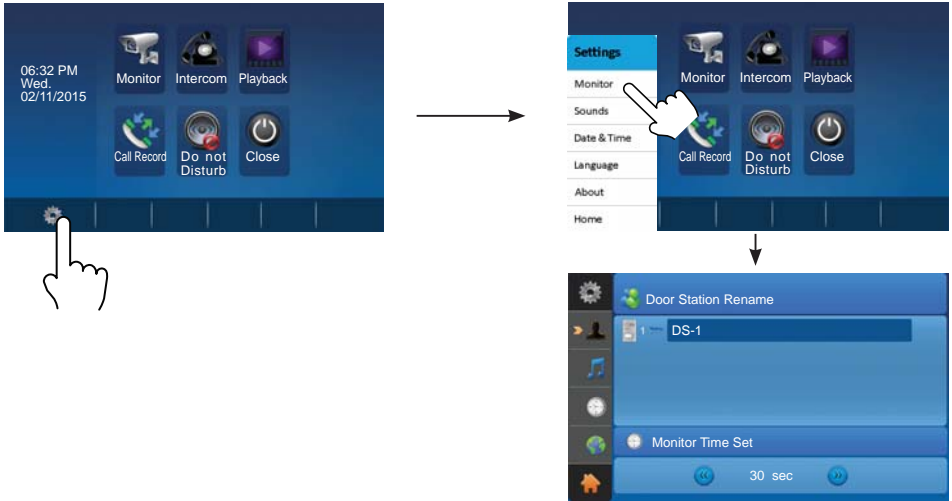 06:32 PM
Wed.
02/11/2015
Monitor
Intercom
Playback
Call Record
Do not
Disturb
Close
Settings
Monitor
Sounds
Date & Time
Language
About
Home
Monitor
Intercom
Playback
Call Record
Do not
Disturb
Close
Door Station Rename
1
DS-1
Monitor Time Set
30 sec